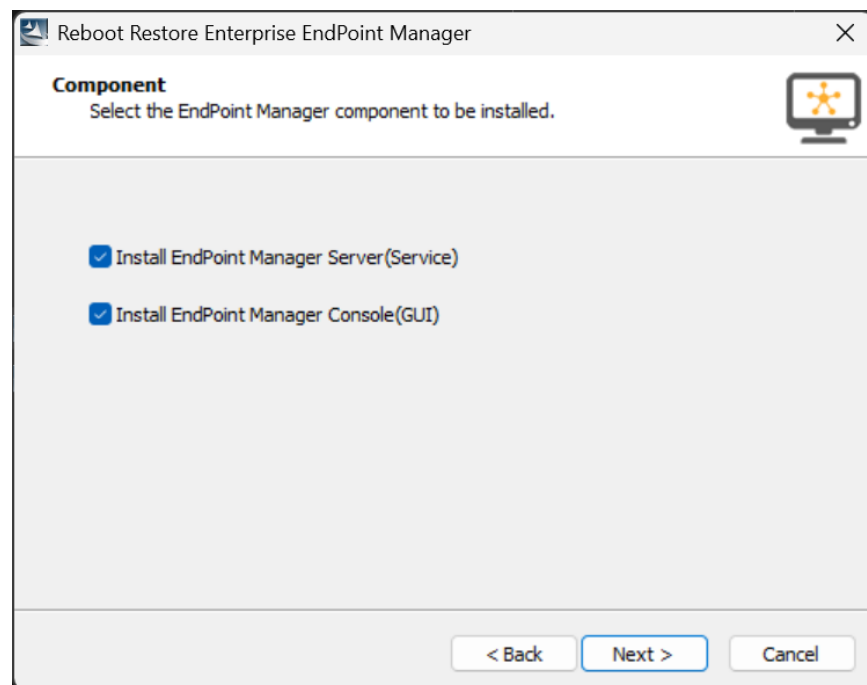 Reboot Restore Enterprise EndPoint Manager
Component
Select the EndPoint Manager component to be installed.
Install EndPoint Manager Server(Service)
Install EndPoint Manager Console(GUI)
< Back
Next >
Cancel